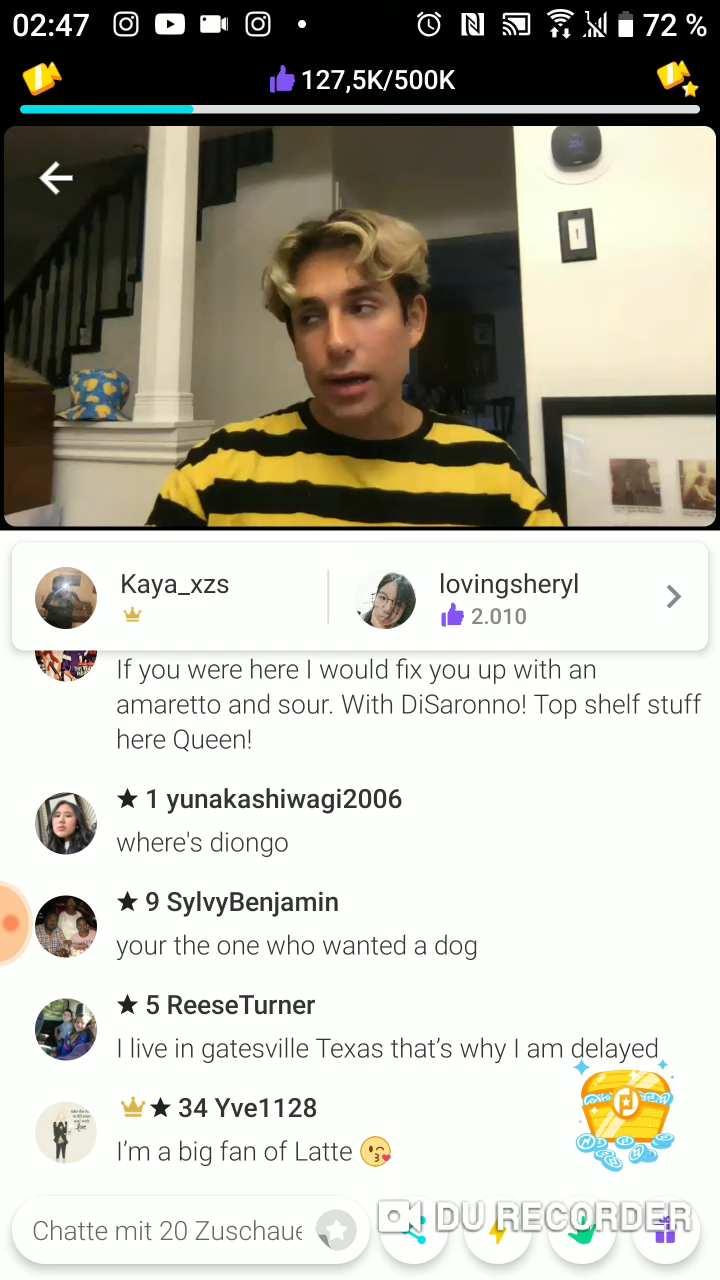 02:47
72 %
127,5K/500K
Kaya_xzs
lovingsheryl
2.010
If you were here I would fix you up with an
amaretto and sour. With DiSaronno! Top shelf stuff
here Queen!
★ 1 yunakashiwagi2006
where's diongo
★ 9 SylvyBenjamin
your the one who wanted a dog
★ 5 ReeseTurner
I live in gatesville Texas that’s why I am delayed
★ 34 Yve1128
I’m a big fan of Latte 😘
Chatte mit 20 Zuschaue
DU RECORDER